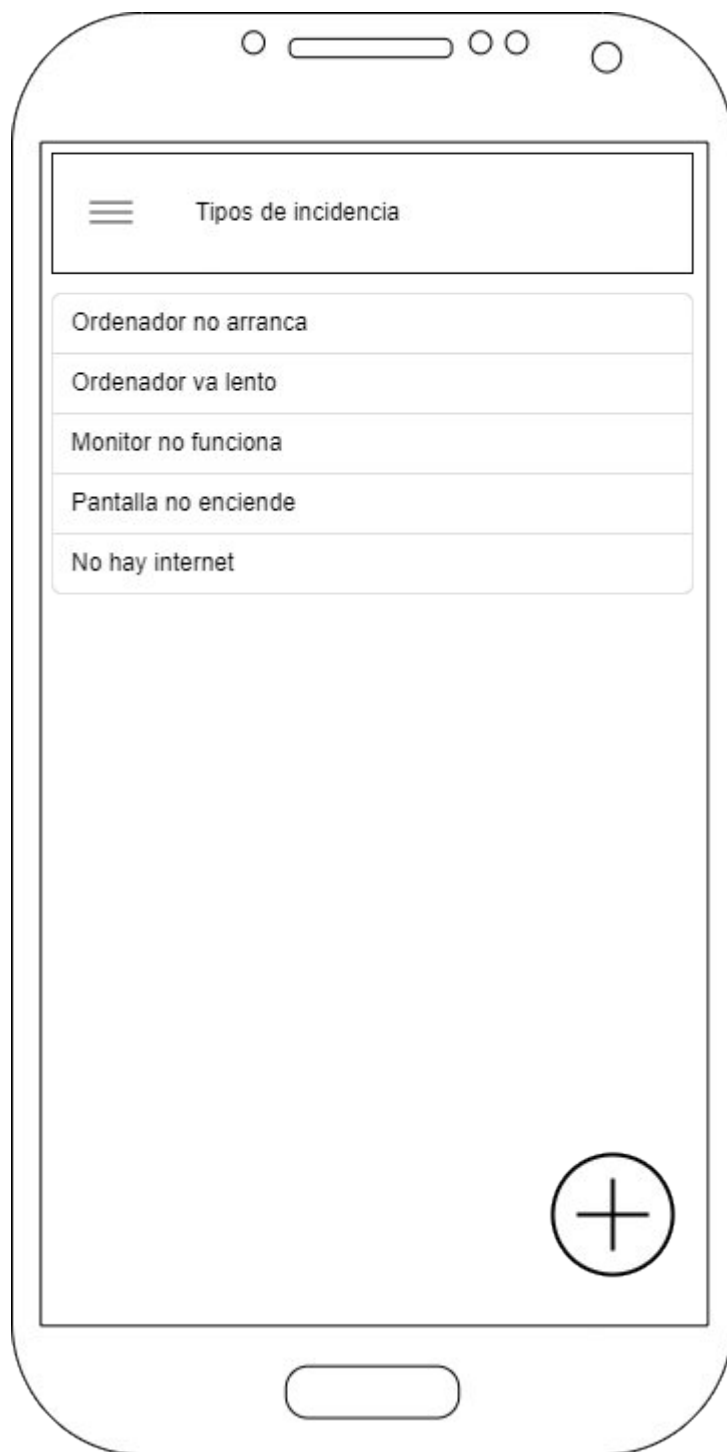 Tipos de incidencia
Ordenador no arranca
Ordenador va lento
Monitor no funciona
Pantalla no enciende
No hay internet